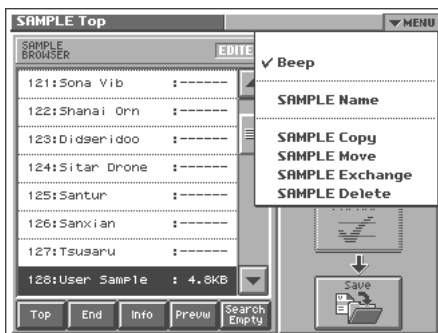 SAMPLE Top
MENU
SAMPLE
BROWSER
EDITE
121:Sona Vib :------
122:Shanai Orn :------
123:Didgeridoo :------
124:Sitar Drone :------
125:Santur :------
126:Sanxian :------
127:Tsugaru :------
128:User Sample : 4.8KB
Top
End
Info
Prevw
Search
Empty
✓ Beep
SAMPLE Name
SAMPLE Copy
SAMPLE Move
SAMPLE Exchange
SAMPLE Delete
Save